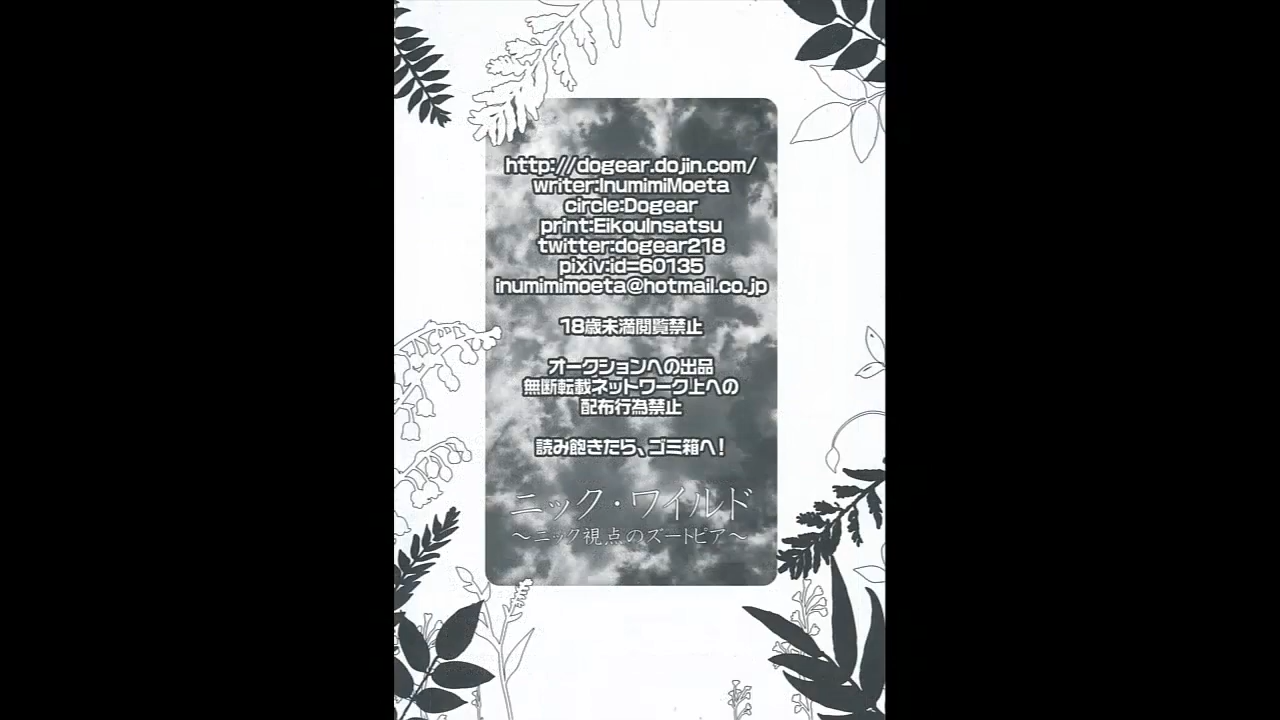 http://dogear.dojin.com/
writer:InumimiMoeta
circle:Dogear
print:EikouInsatsu
twitter:dogear218
pixiv:id=60135
inumimimoeta@hotmail.co.jp
18歳未満閲覧禁止
オークションへの出品
無断転載ネットワーク上への
配布行為禁止
読み飽きたら、ゴミ箱へ!
ニック・ワイルド
～ニック視点のズートピア～